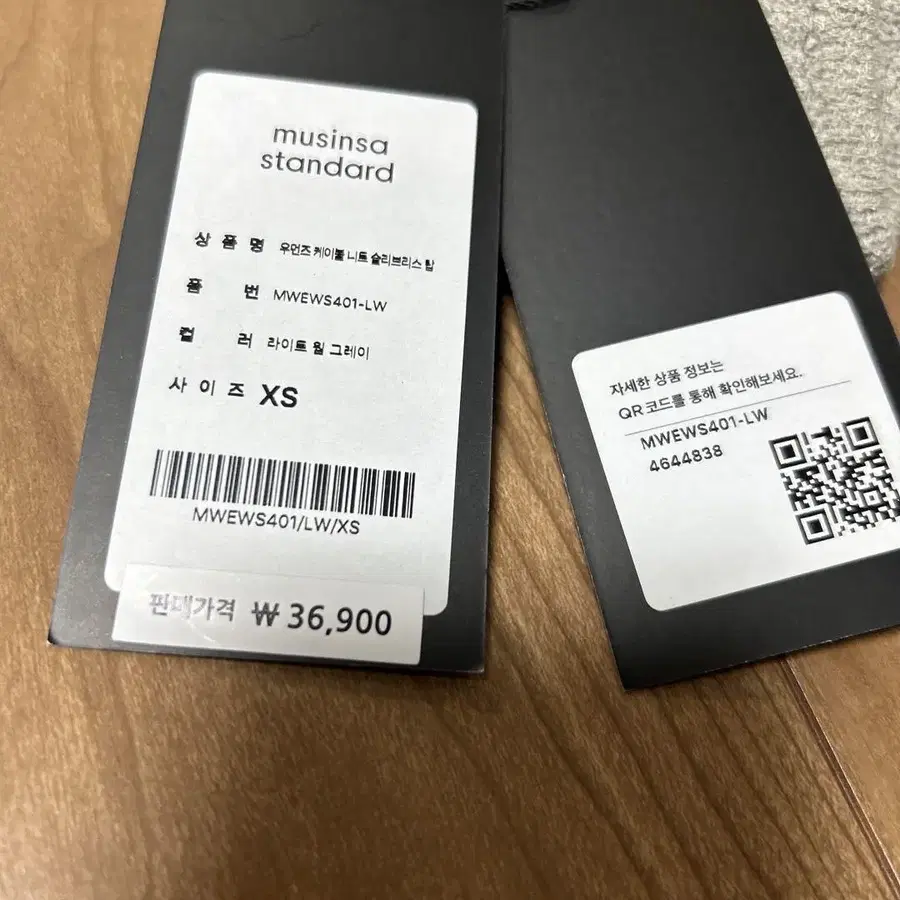 musinsa
standard
상 품 명 우먼즈 케이블 니트 슬리브리스 탑
품 번 MWEWS401-LW
컬 러 라이트 웜 그레이
사 이 즈 XS
MWEWS401/LW/XS
판매가격 ₩ 36,900
자세한 상품 정보는
QR코드를 통해 확인해보세요.
MWEWS401-LW
4644838